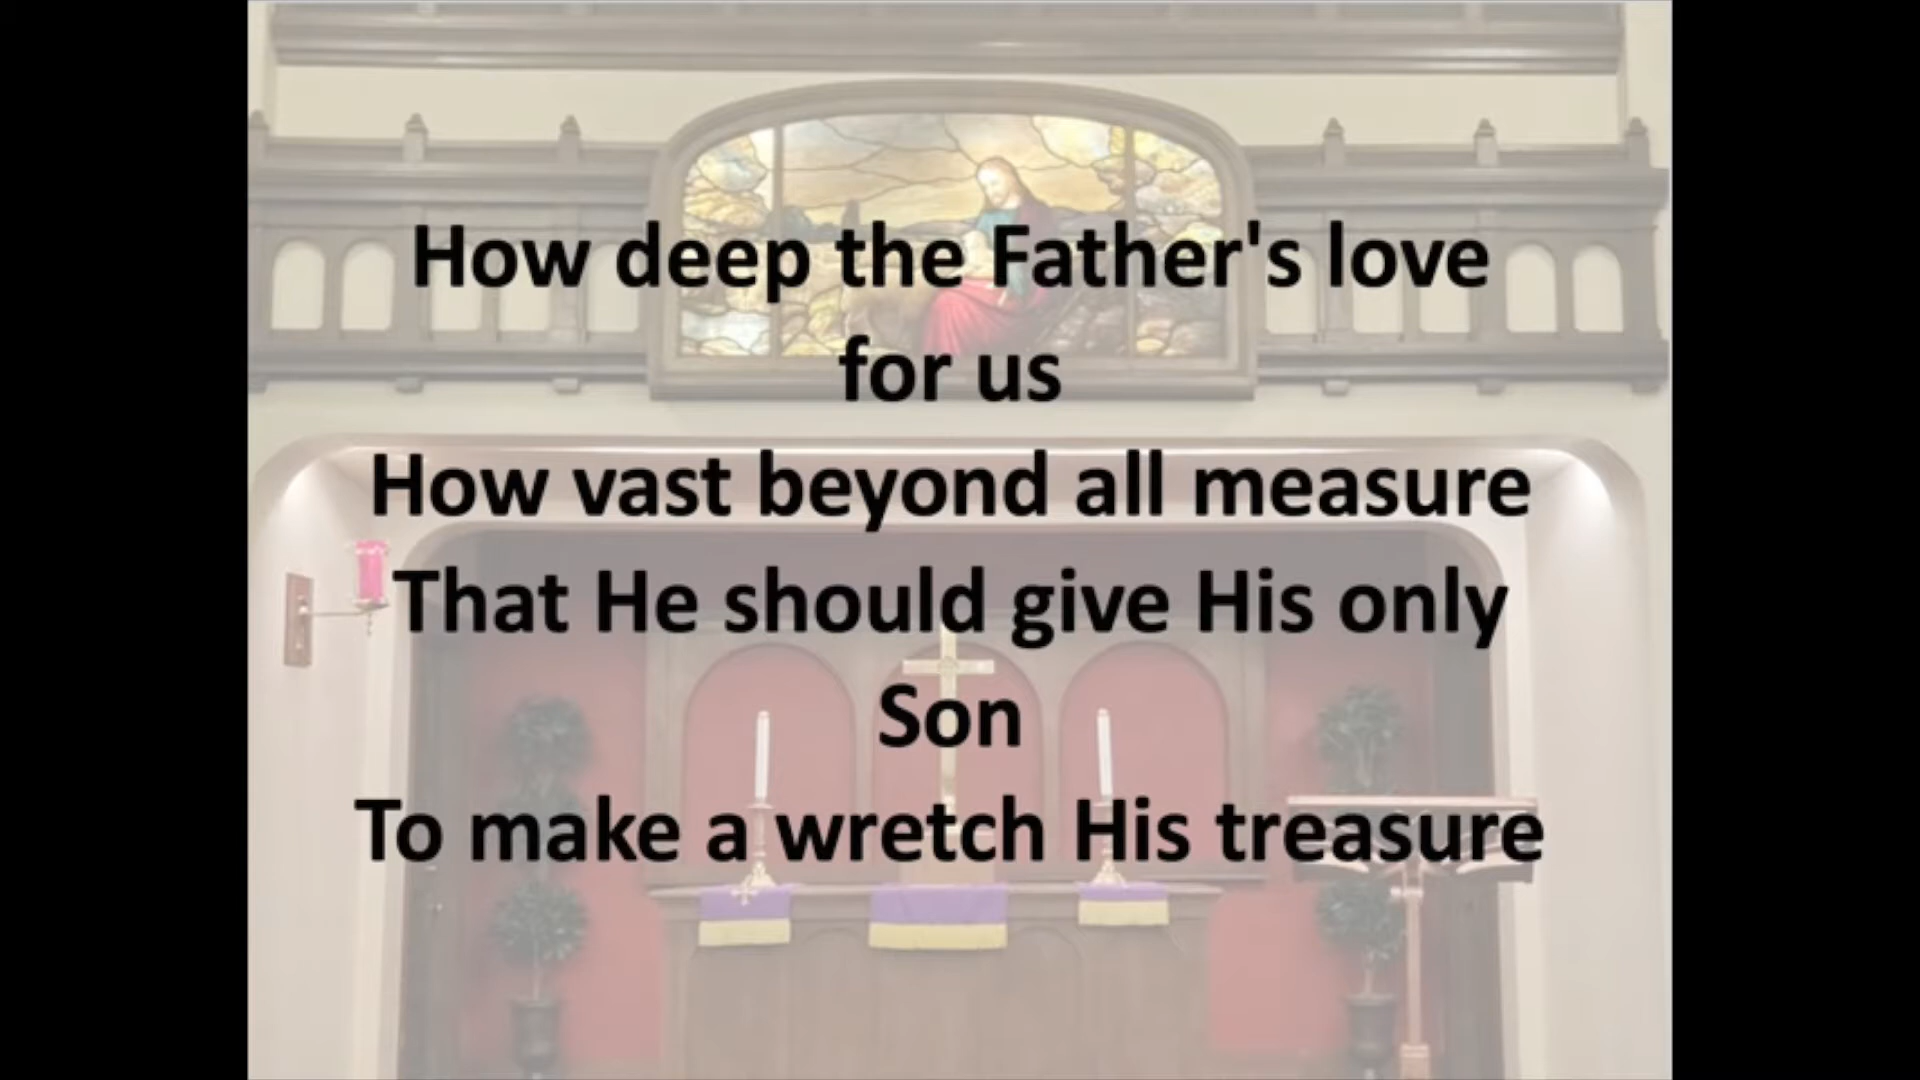 How deep the Father's love
for us
How vast beyond all measure
That He should give His only
Son
To make a wretch His treasure